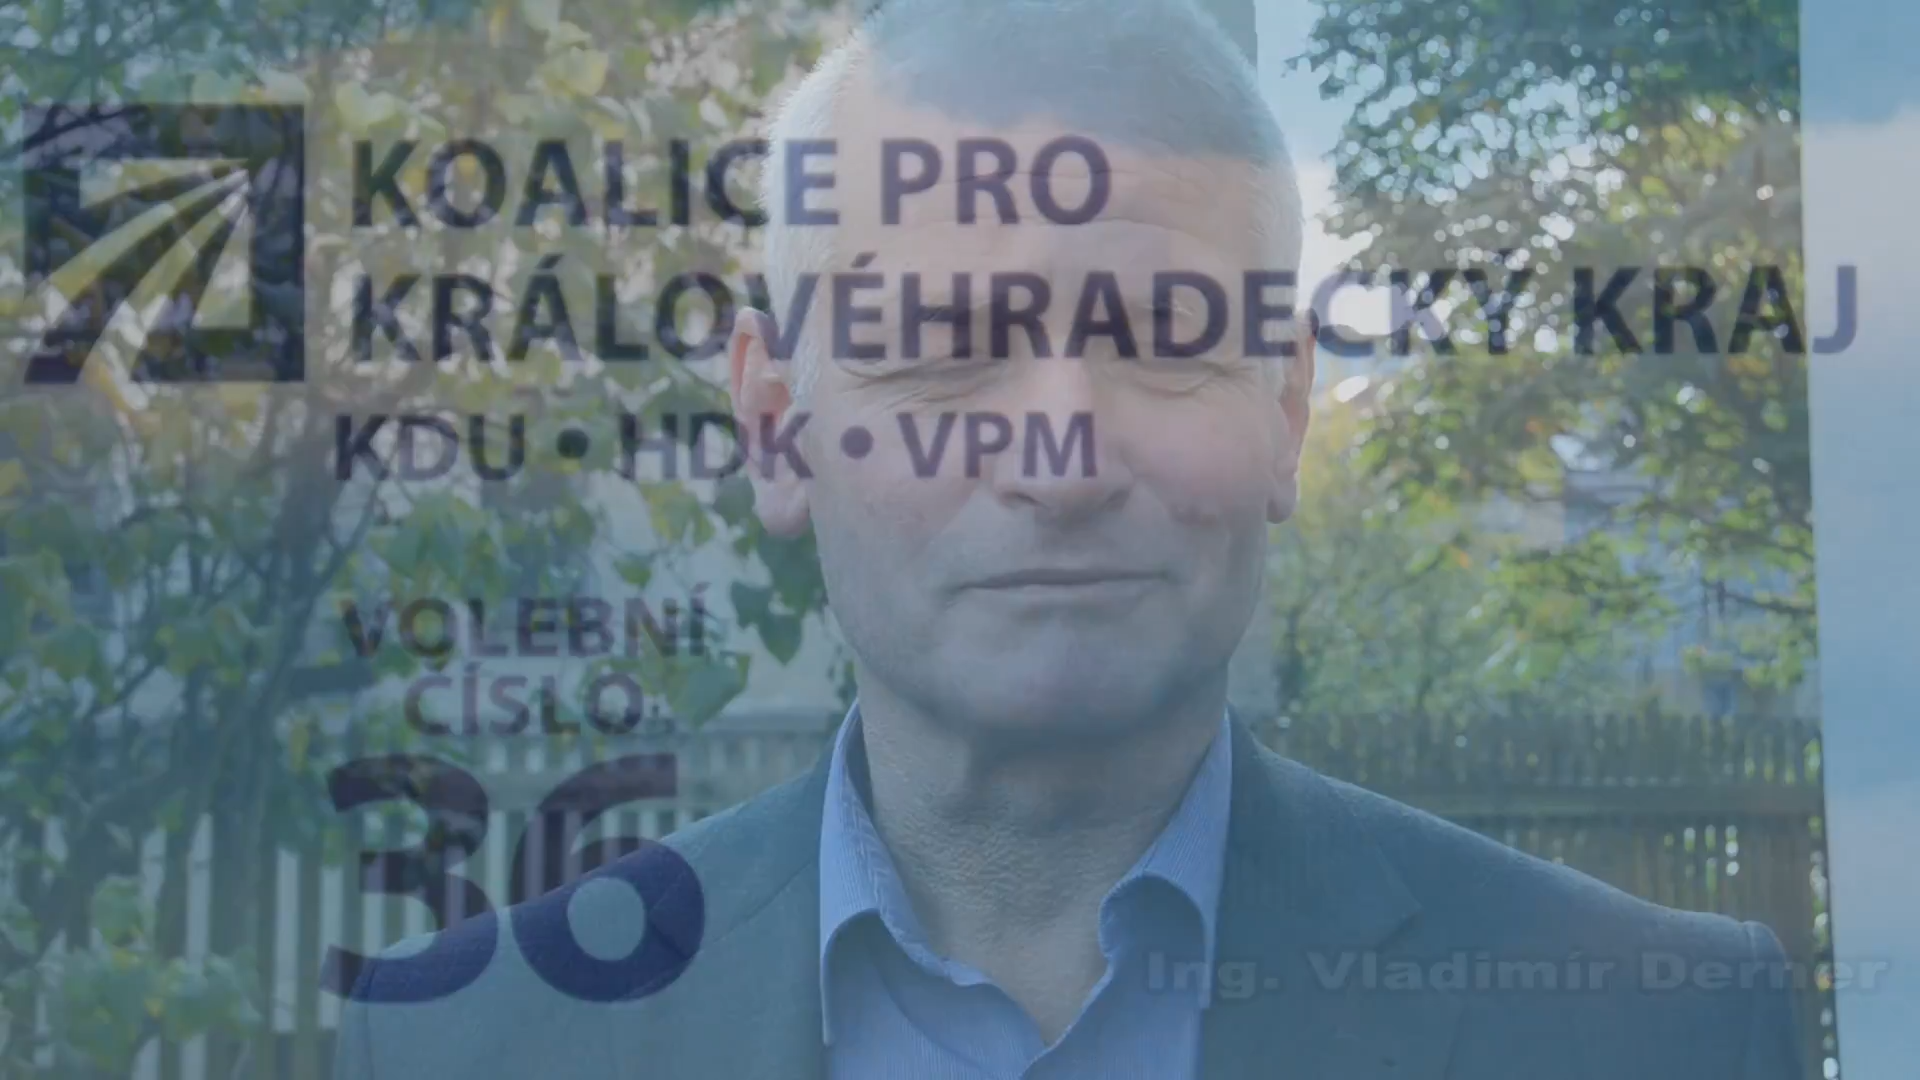 KOALICE PRO
KRÁLOVÉHRADECKÝ KRAJ
KDU • HDK • VPM
VOLEBNÍ
ČÍSLO
36
Ing. Vladimír Derner